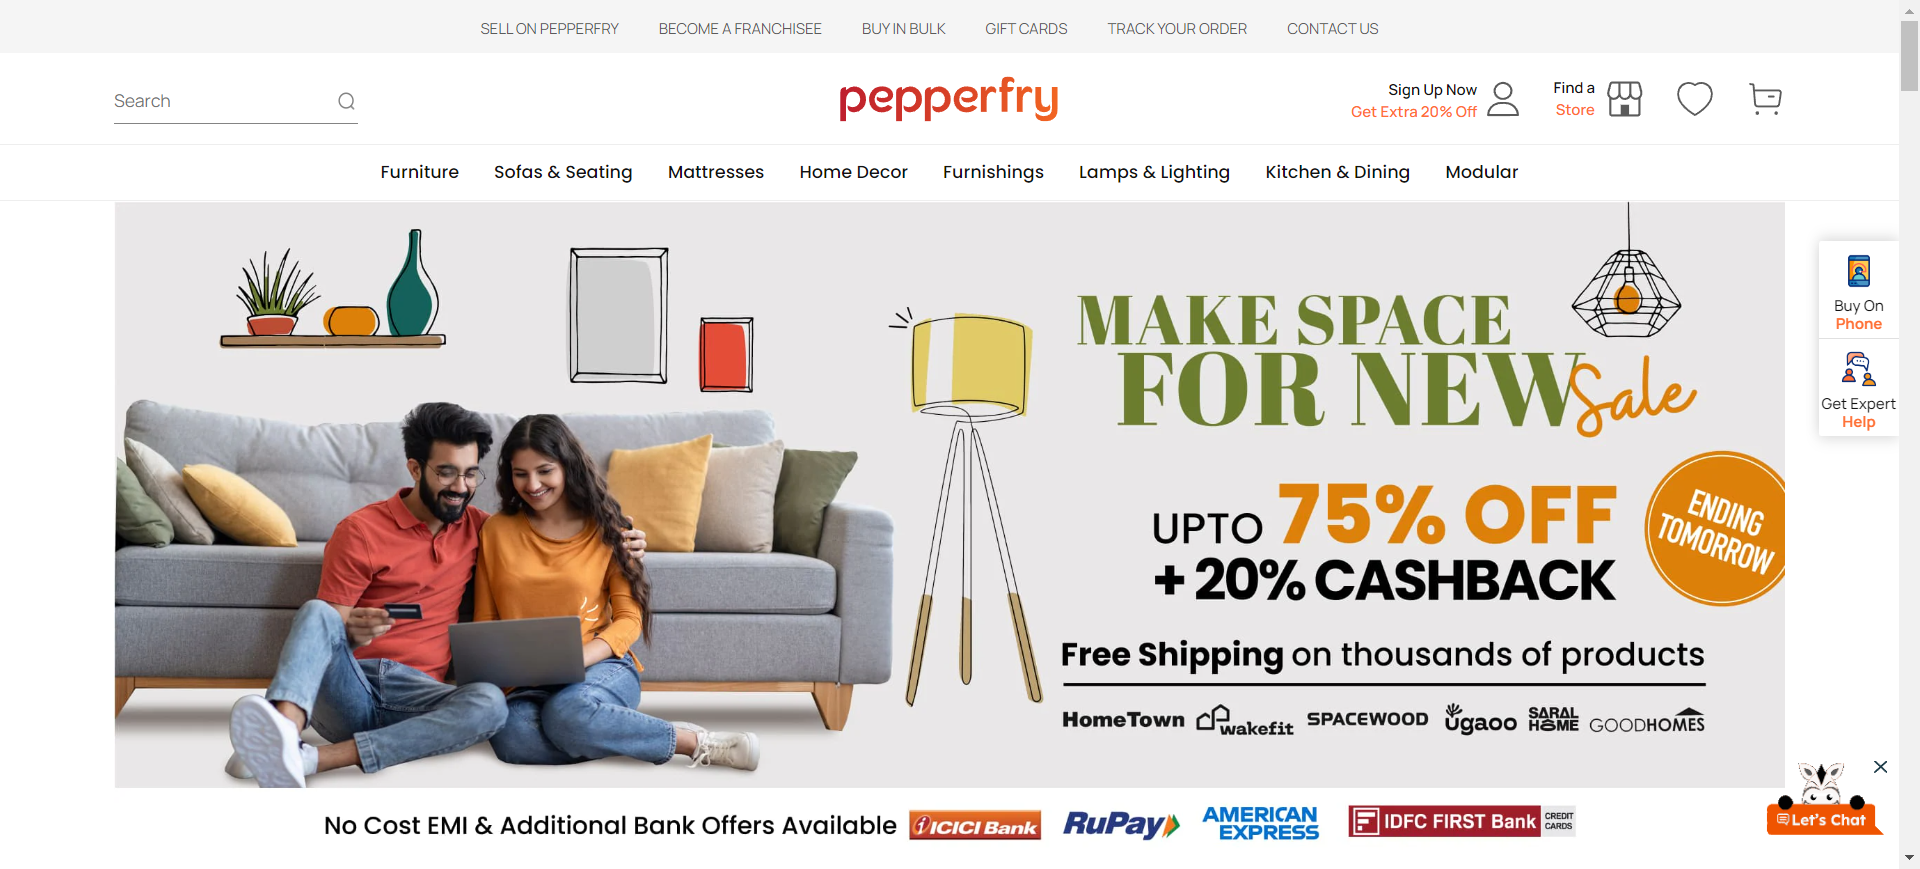 SELL ON PEPPERFRY BECOME A FRANCHISEE BUY IN BULK GIFT CARDS TRACK YOUR ORDER CONTACT US
Search
pepperfry
Sign Up Now
Get Extra 20% Off
Find a
Store
Furniture Sofas & Seating Mattresses Home Decor Furnishings Lamps & Lighting Kitchen & Dining Modular
MAKE SPACE
FOR NEW Sale
UPTO 75% OFF
+ 20% CASHBACK
ENDING
TOMORROW
Free Shipping on thousands of products
HomeTown wakefit SPACEWOOD ugaoo SARAL HOME GOODHOMES
Buy On
Phone
Get Expert
Help
No Cost EMI & Additional Bank Offers Available ICICI Bank RuPay AMERICAN EXPRESS IDFC FIRST Bank CREDIT CARDS
Let's Chat